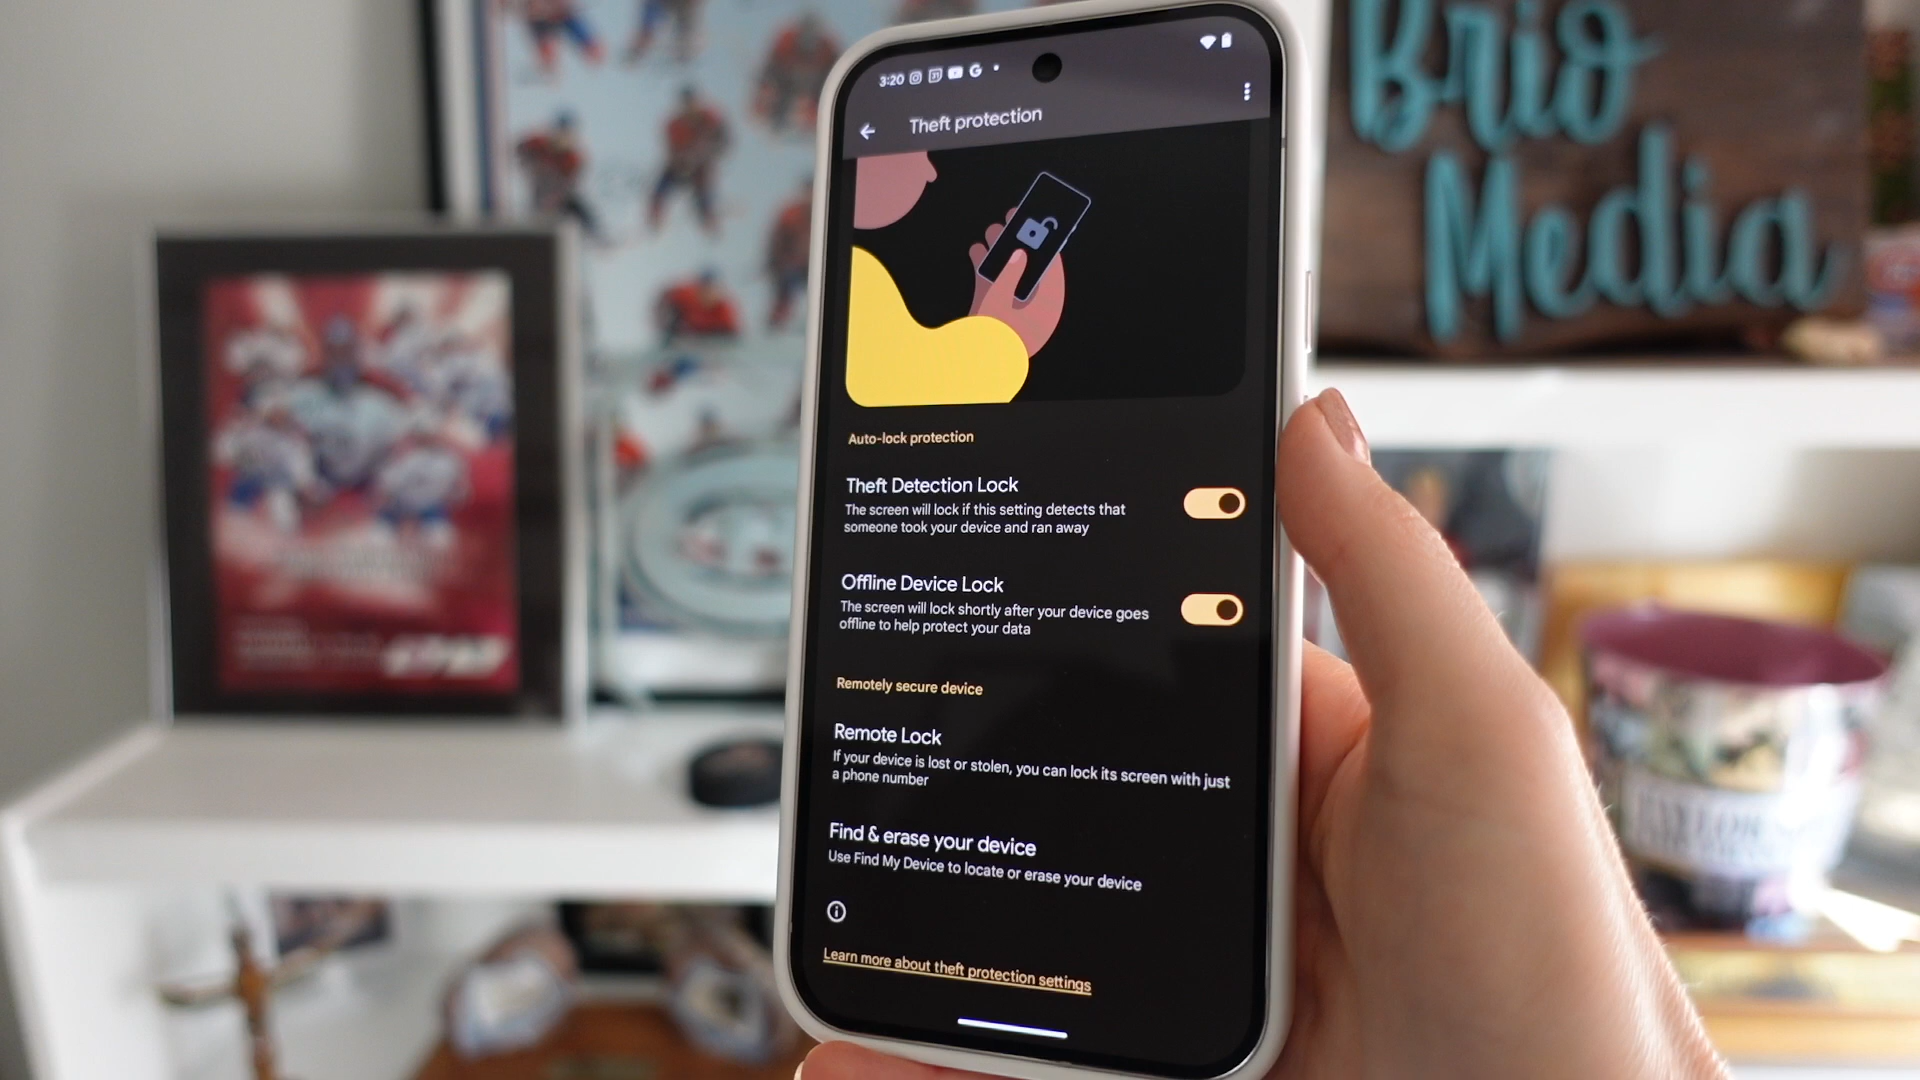 3:20
Theft protection
Auto-lock protection
Theft Detection Lock
The screen will lock if this setting detects that
someone took your device and ran away
Offline Device Lock
The screen will lock shortly after your device goes
offline to help protect your data
Remotely secure device
Remote Lock
If your device is lost or stolen, you can lock its screen with just
a phone number
Find & erase your device
Use Find My Device to locate or erase your device
Learn more about theft protection settings
Brio
Media